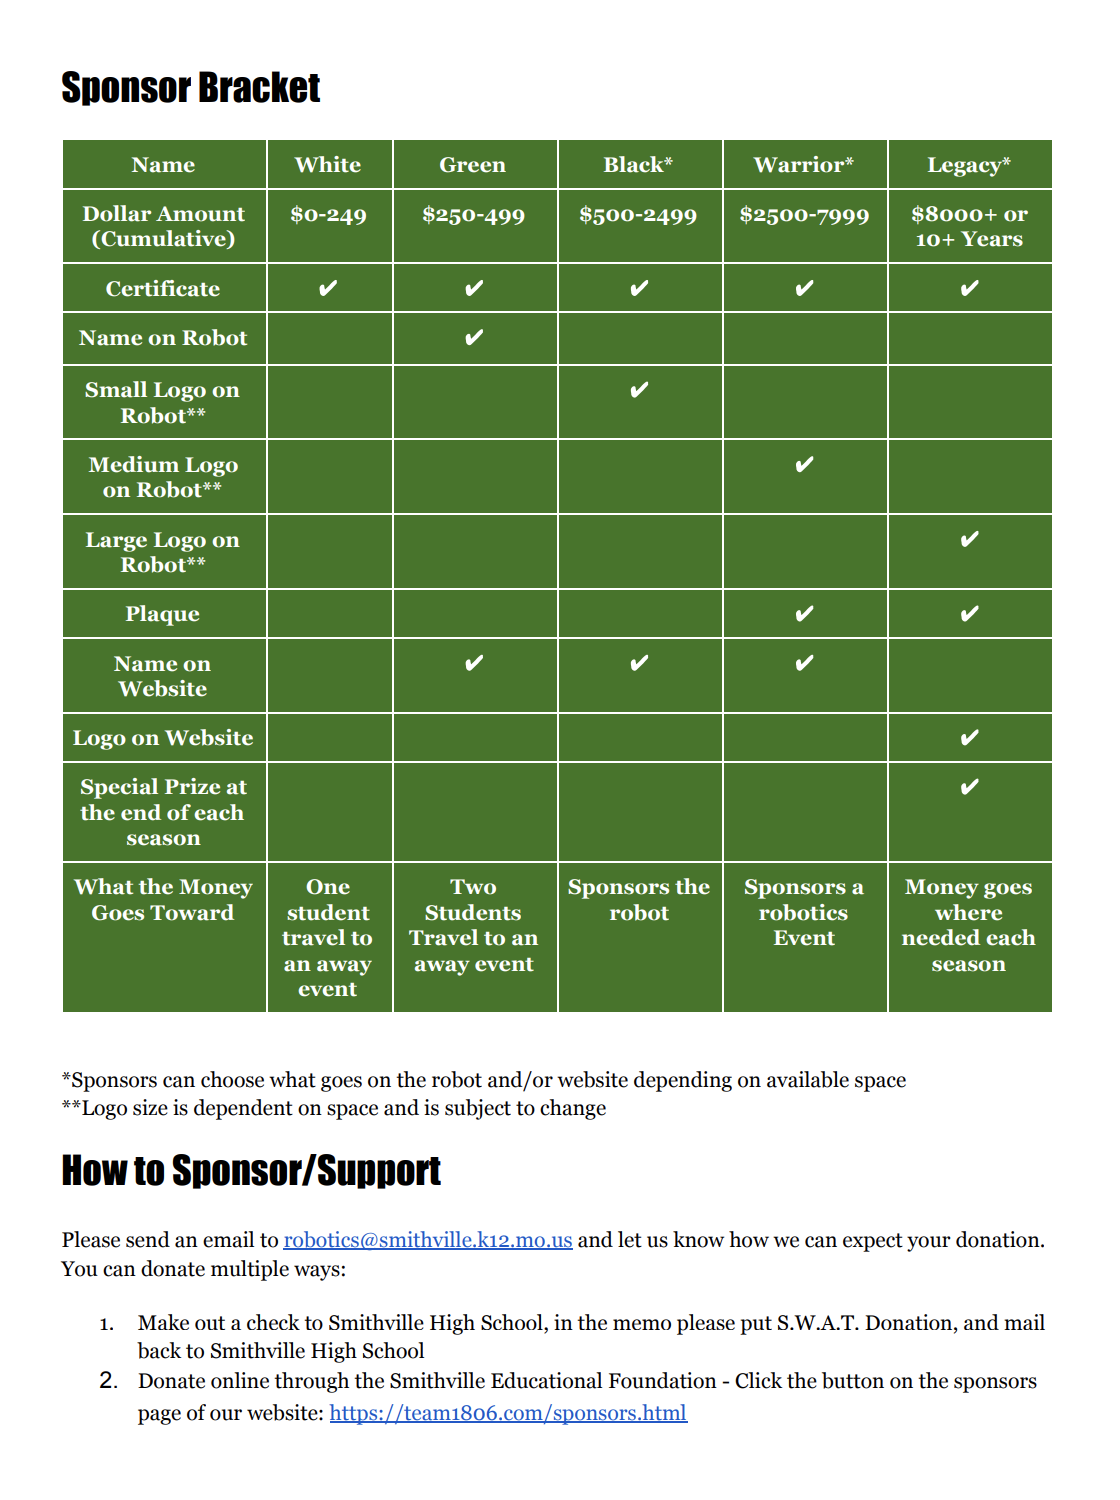 Sponsor Bracket
Name White Green Black* Warrior* Legacy*
Dollar Amount (Cumulative) $0-249 $250-499 $500-2499 $2500-7999 $8000+ or 10+ Years
Certificate ✔ ✔ ✔ ✔ ✔
Name on Robot ✔
Small Logo on Robot** ✔
Medium Logo on Robot** ✔
Large Logo on Robot** ✔
Plaque ✔ ✔
Name on Website ✔ ✔ ✔
Logo on Website ✔
Special Prize at the end of each season ✔
What the Money Goes Toward One student travel to an away event Two Students Travel to an away event Sponsors the robot Sponsors a robotics Event Money goes where needed each season
*Sponsors can choose what goes on the robot and/or website depending on available space
**Logo size is dependent on space and is subject to change
How to Sponsor/Support
Please send an email to robotics@smithville.k12.mo.us and let us know how we can expect your donation.
You can donate multiple ways:
1. Make out a check to Smithville High School, in the memo please put S.W.A.T. Donation, and mail
back to Smithville High School
2. Donate online through the Smithville Educational Foundation - Click the button on the sponsors
page of our website: https://team1806.com/sponsors.html